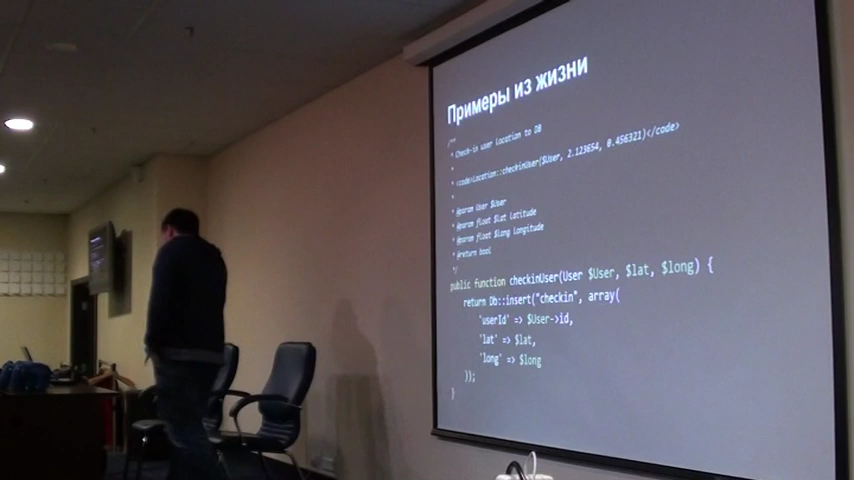 Примеры из жизни
/**
* Check-in user location to DB
*
* <code>Location::checkinUser($User, 2.123654, 0.456321)</code>
*
* @param User $User
* @param float $lat Latitude
* @param float $long Longitude
* @return bool
*/
public function checkinUser(User $User, $lat, $long) {
return Db::insert("checkin", array(
'userId' => $User->id,
'lat' => $lat,
'long' => $long
));
}